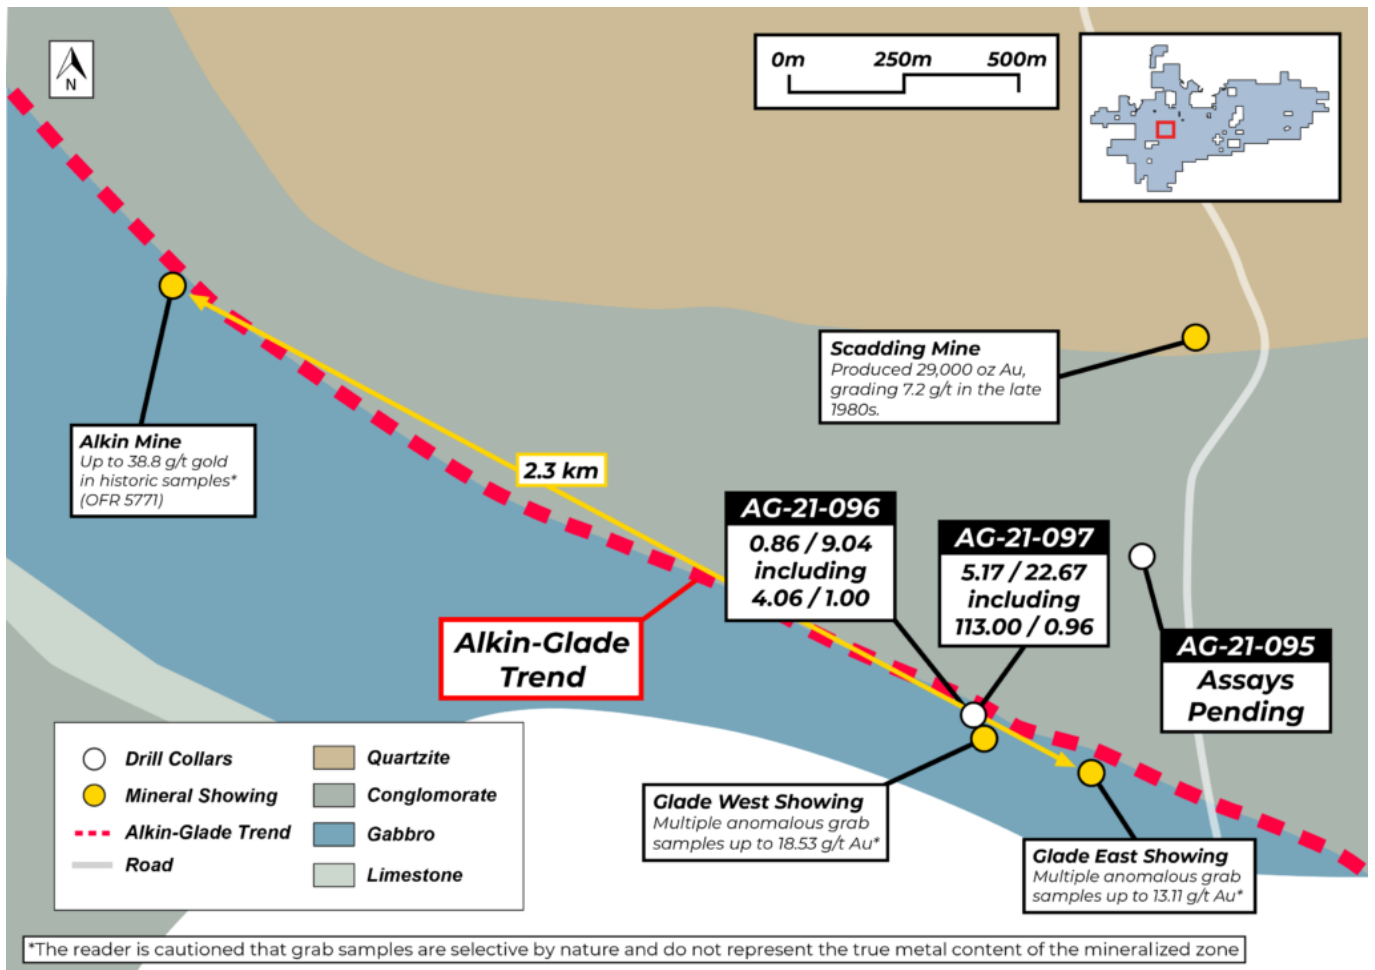 N
0m 250m 500m
Scadding Mine
Produced 29,000 oz Au,
grading 7.2 g/t in the late
1980s.
Alkin Mine
Up to 38.8 g/t gold
in historic samples*
(OFR 5771)
2.3 km
AG-21-096
0.86 / 9.04
including
4.06 / 1.00
AG-21-097
5.17 / 22.67
including
113.00 / 0.96
AG-21-095
Assays
Pending
Alkin-Glade
Trend
Glade West Showing
Multiple anomalous grab
samples up to 18.53 g/t Au*
Glade East Showing
Multiple anomalous grab
samples up to 13.11 g/t Au*
Drill Collars
Mineral Showing
Alkin-Glade Trend
Road
Quartzite
Conglomorate
Gabbro
Limestone
*The reader is cautioned that grab samples are selective by nature and do not represent the true metal content of the mineralized zone